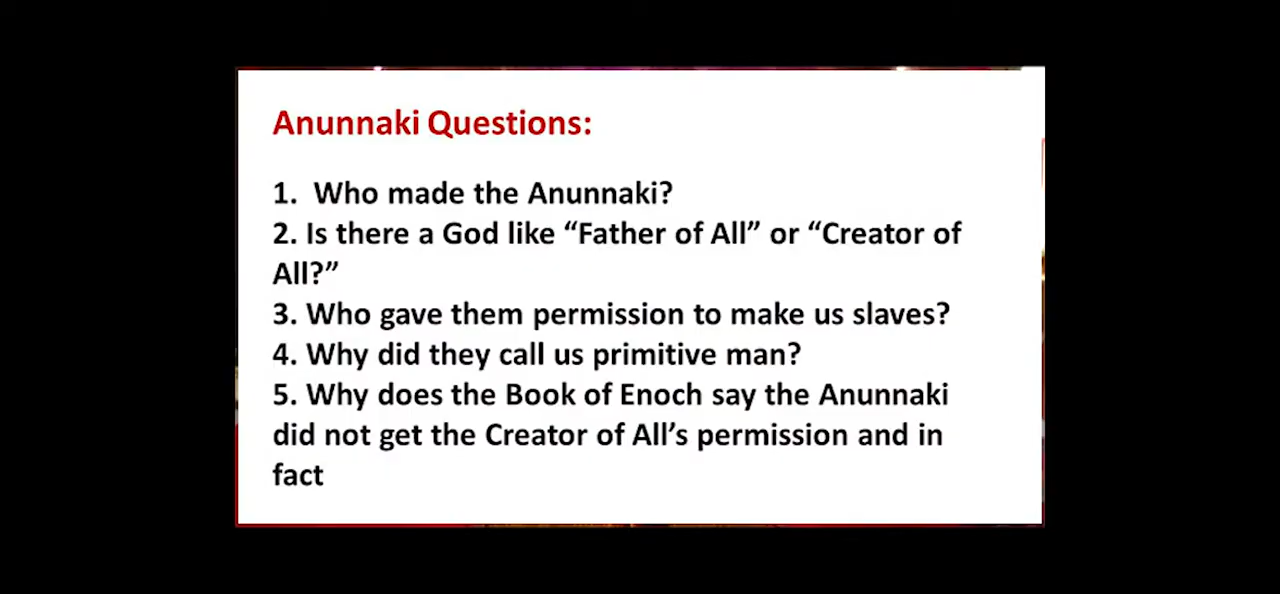 Anunnaki Questions:
1. Who made the Anunnaki?
2. Is there a God like “Father of All” or “Creator of
All?”
3. Who gave them permission to make us slaves?
4. Why did they call us primitive man?
5. Why does the Book of Enoch say the Anunnaki
did not get the Creator of All’s permission and in
fact